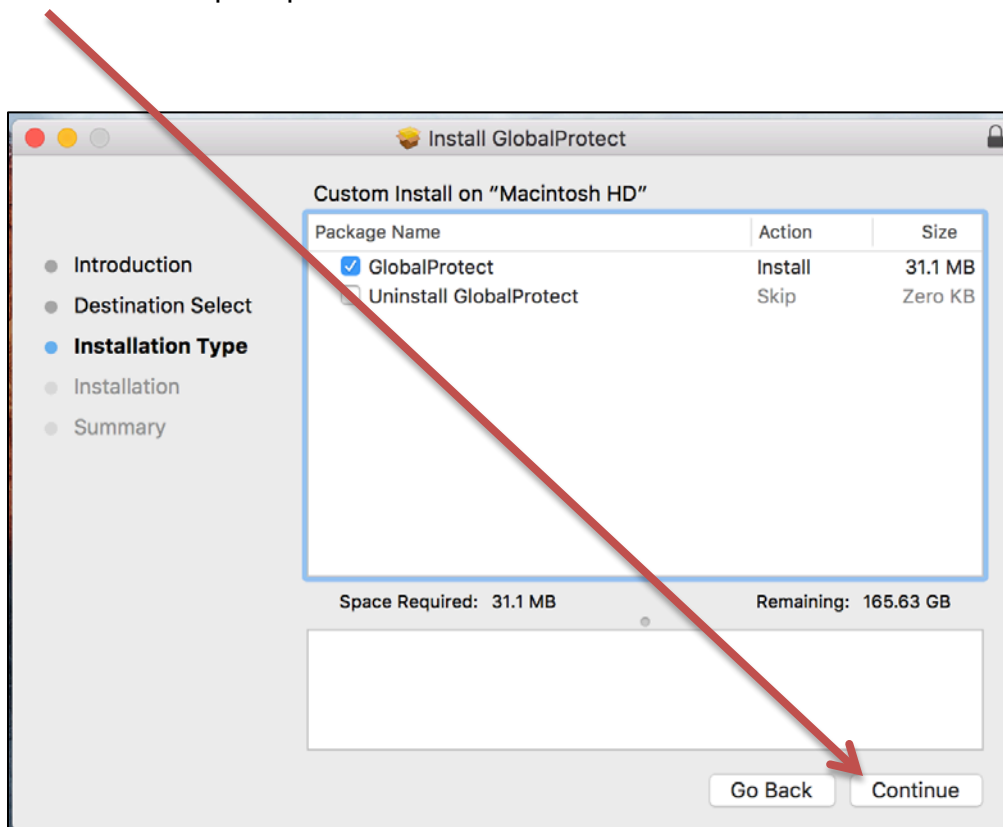 Install GlobalProtect
Custom Install on “Macintosh HD”
Package Name Action Size
GlobalProtect Install 31.1 MB
Uninstall GlobalProtect Skip Zero KB
Introduction
Destination Select
Installation Type
Installation
Summary
Space Required: 31.1 MB Remaining: 165.63 GB
Go Back Continue